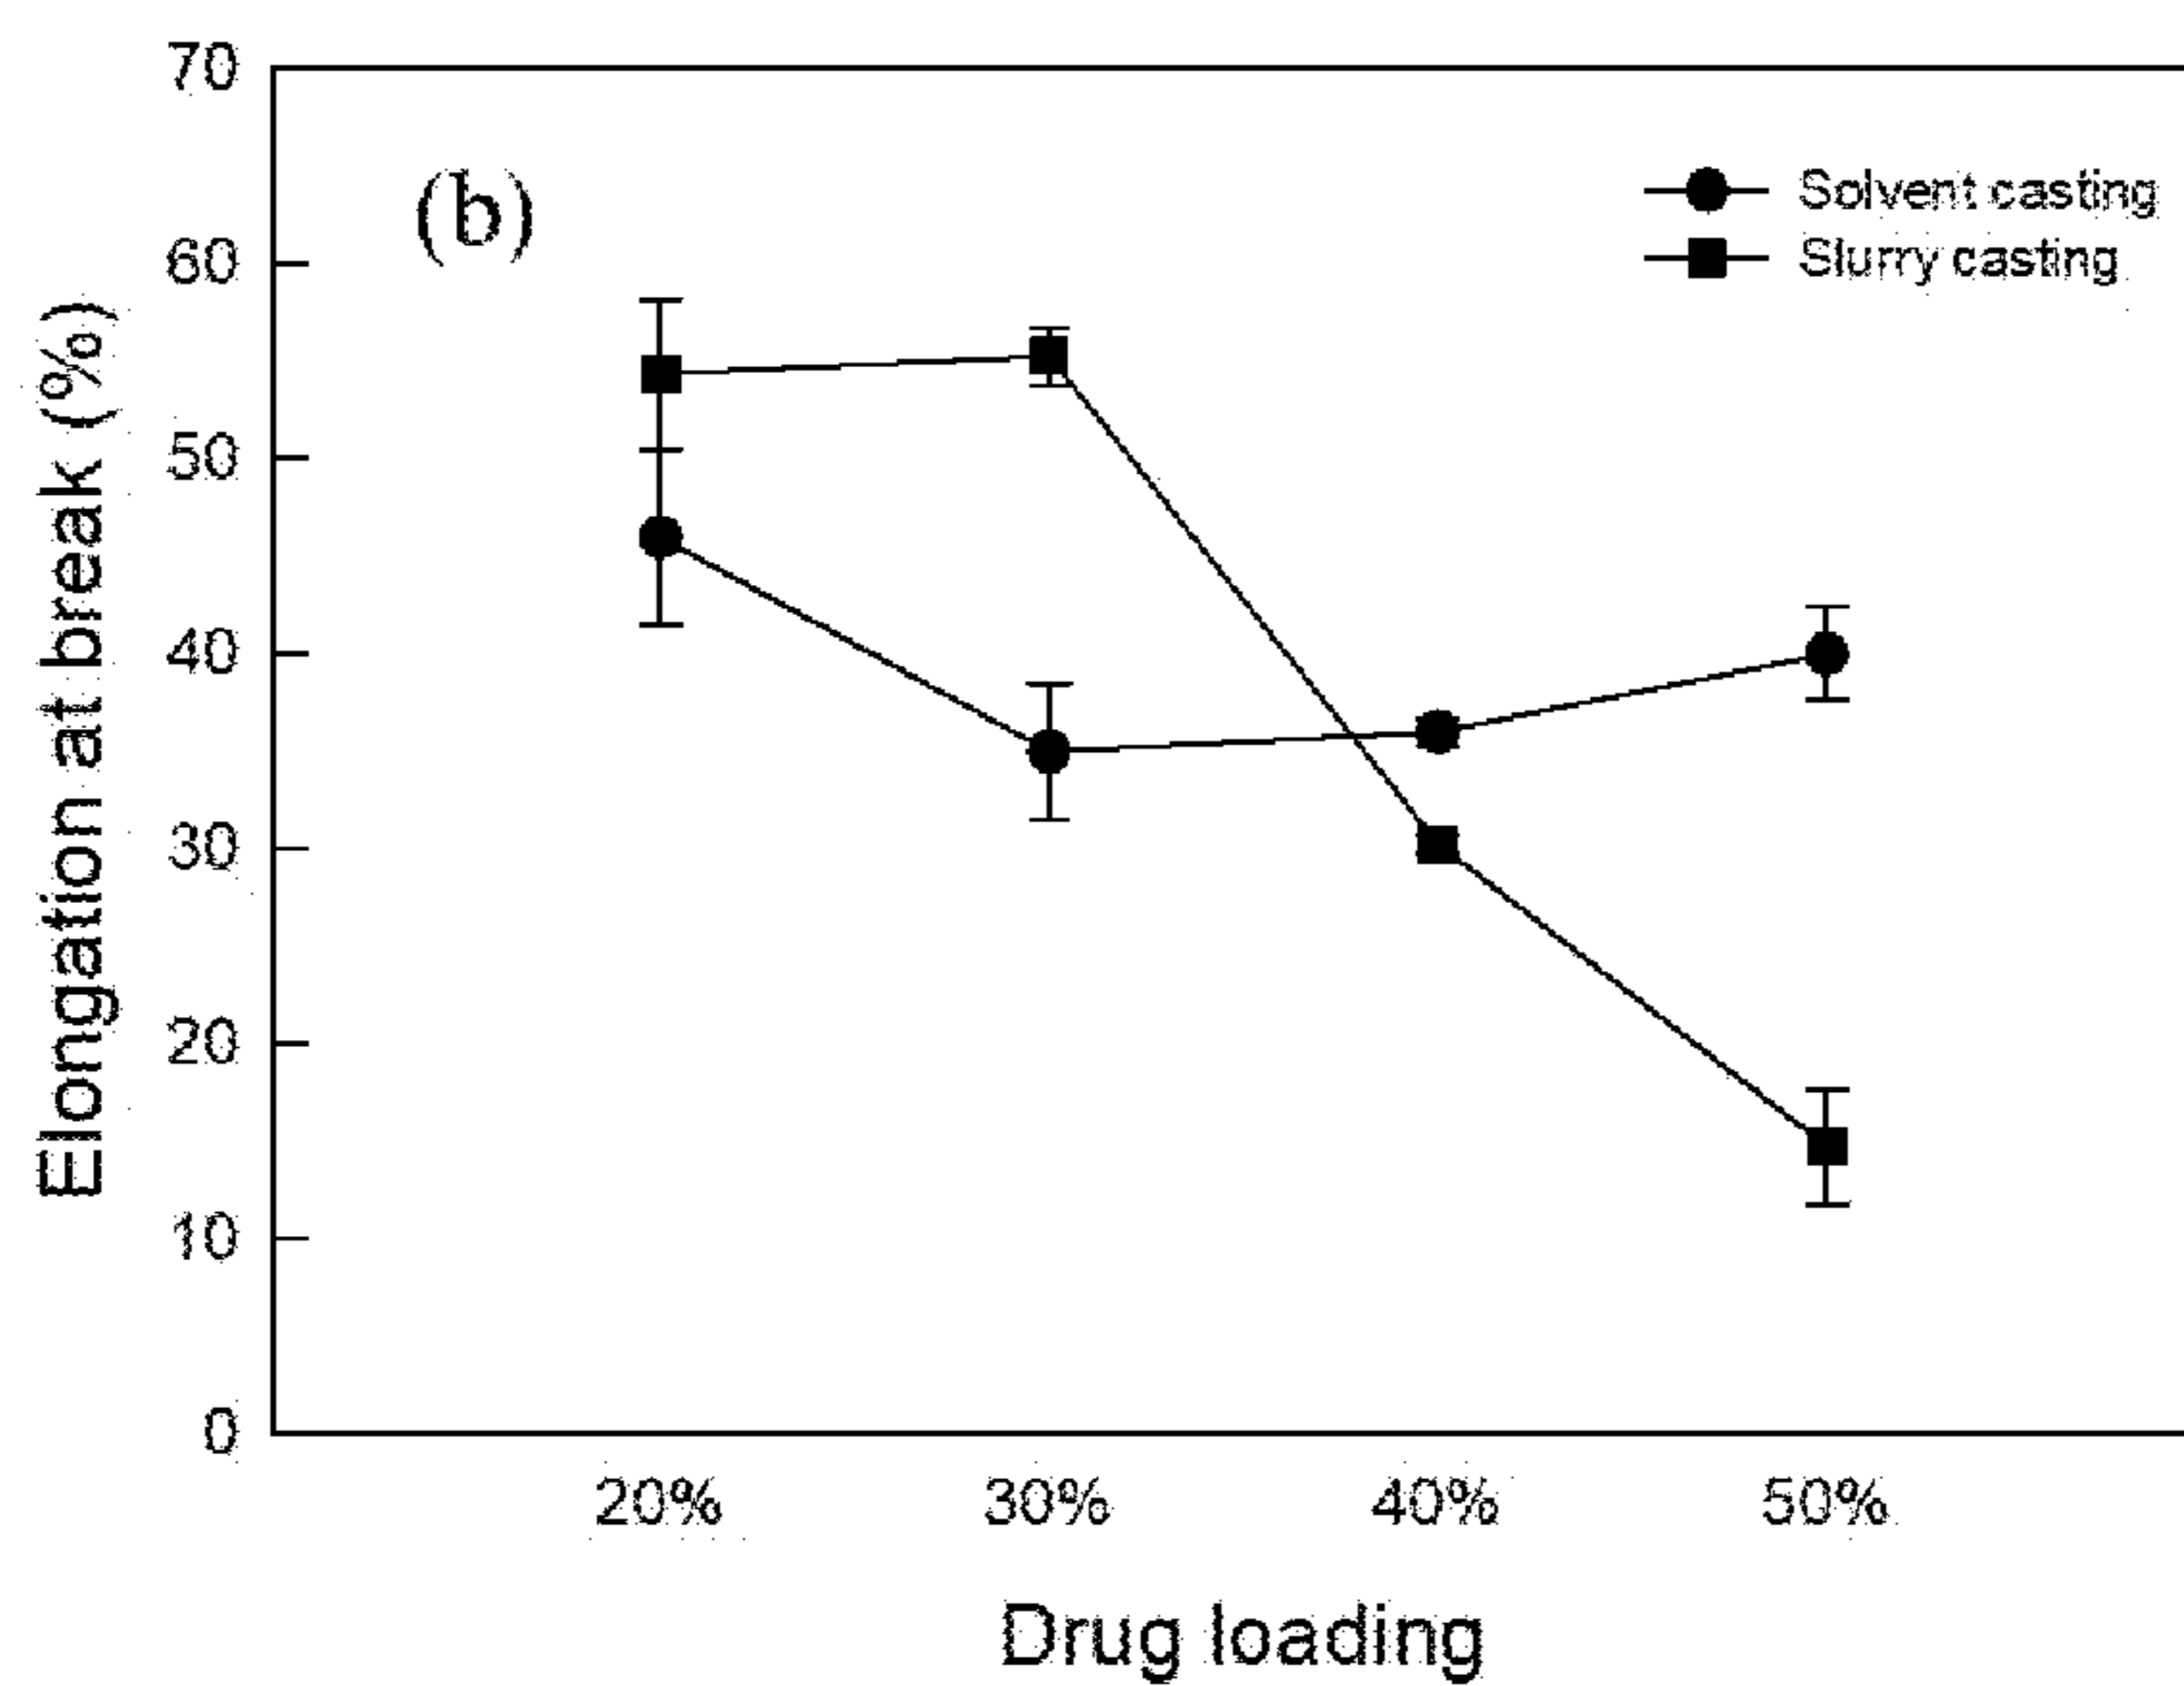 70
60
50
40
30
20
10
0
Elongation at break (%)
(b)
Solvent casting
Slurry casting
20% 30% 40% 50%
Drug loading